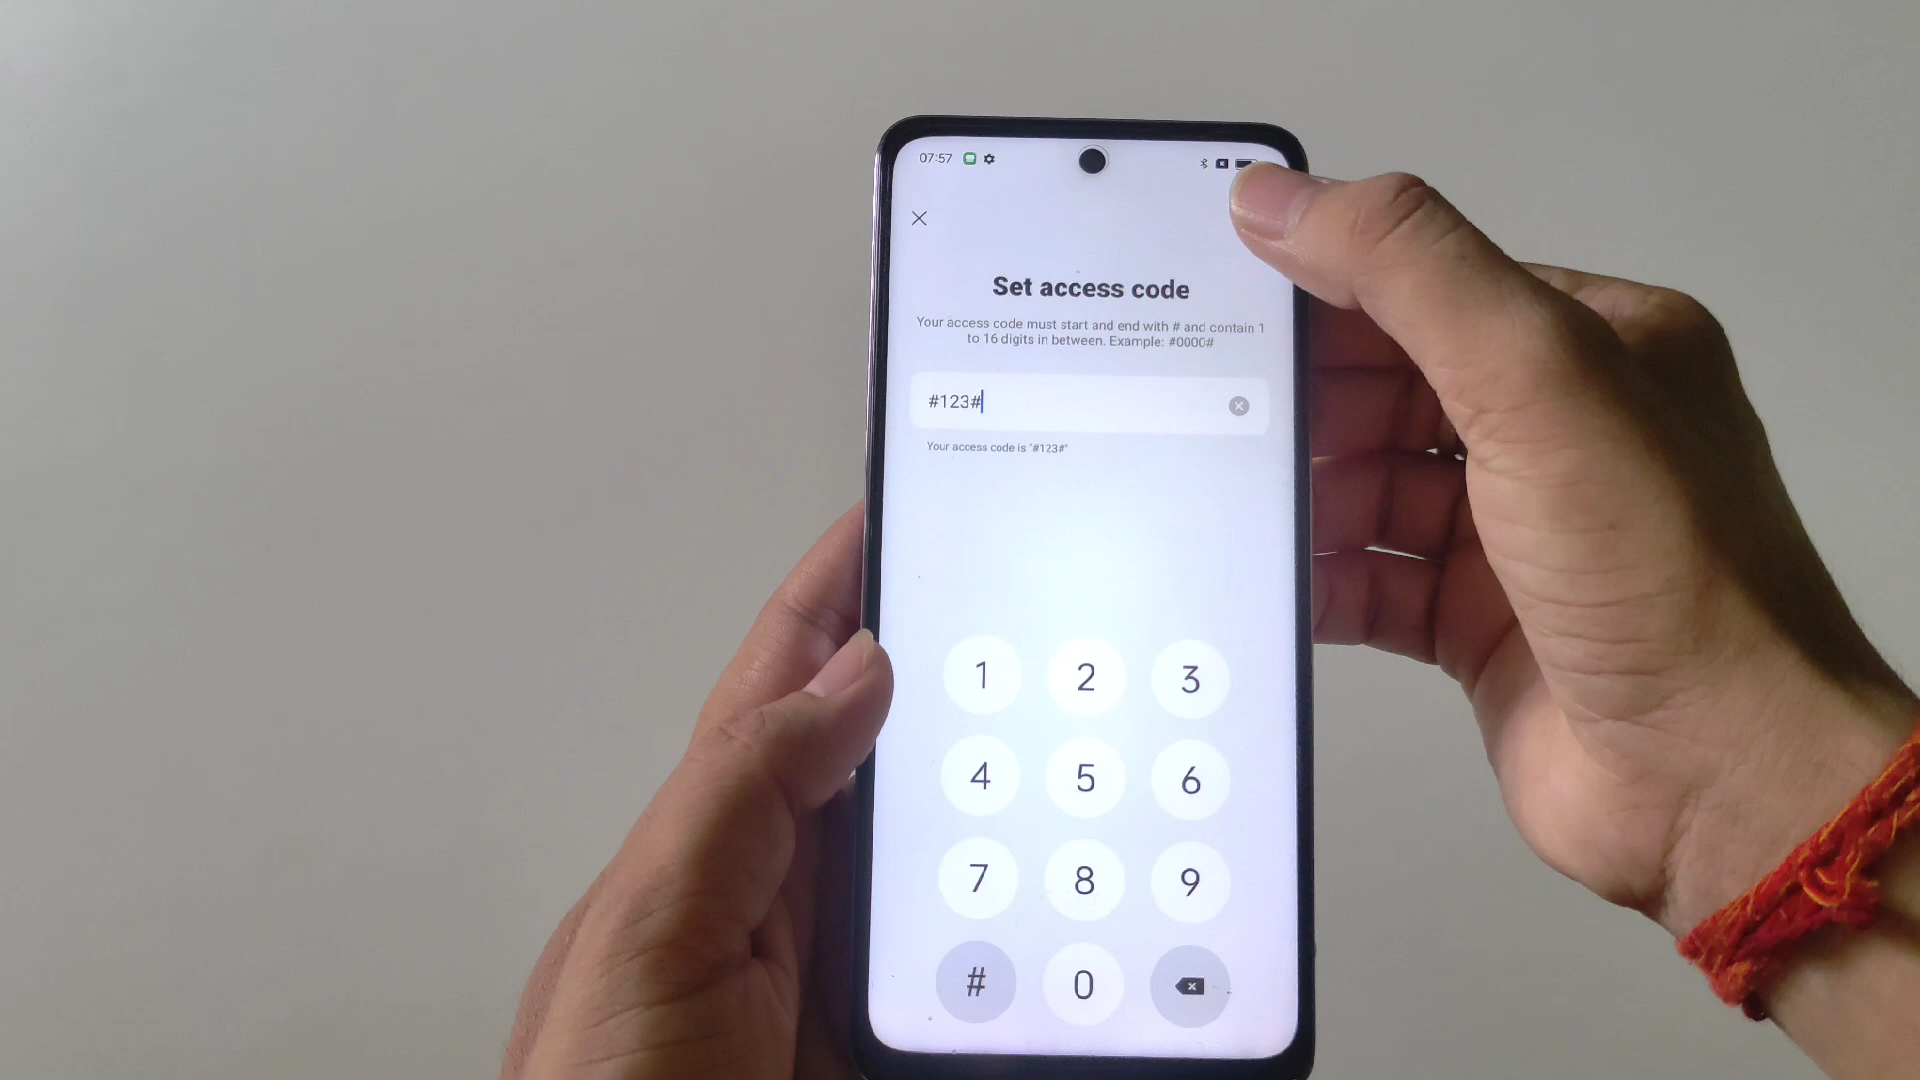 07:57
Set access code
Your access code must start and end with # and contain 1
to 16 digits in between. Example: #0000#
#123#
Your access code is "#123#"
1 2 3
4 5 6
7 8 9
# 0